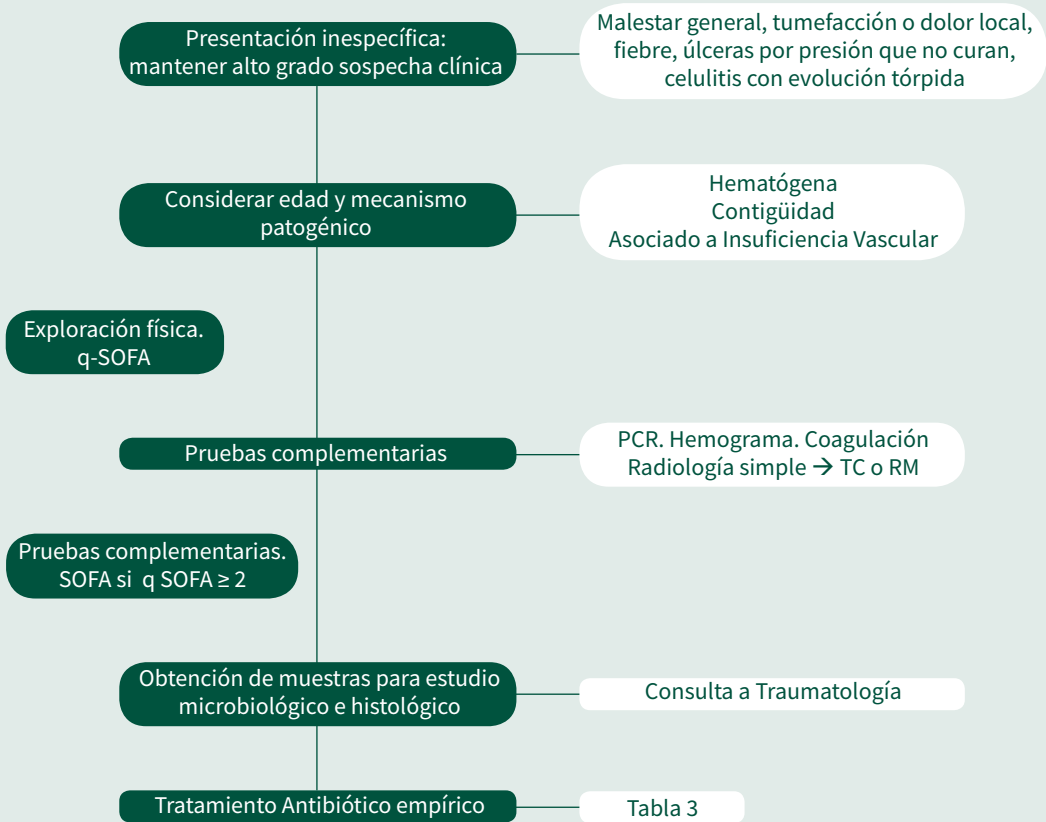 Presentación inespecífica:
mantener alto grado sospecha clínica
Malestar general, tumefacción o dolor local,
fiebre, úlceras por presión que no curan,
celulitis con evolución tórpida
Considerar edad y mecanismo
patogénico
Hematógena
Contigüidad
Asociado a Insuficiencia Vascular
Exploración física.
q-SOFA
Pruebas complementarias
PCR. Hemograma. Coagulación
Radiología simple → TC o RM
Pruebas complementarias.
SOFA si q SOFA ≥ 2
Obtención de muestras para estudio
microbiológico e histológico
Consulta a Traumatología
Tratamiento Antibiótico empírico
Tabla 3